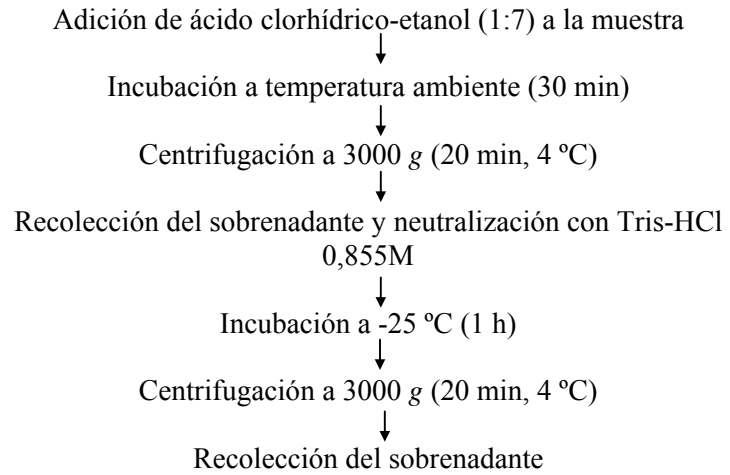 Adición de ácido clorhídrico-etanol (1:7) a la muestra
Incubación a temperatura ambiente (30 min)
Centrifugación a 3000 g (20 min, 4 ºC)
Recolección del sobrenadante y neutralización con Tris-HCl
0,855M
Incubación a -25 ºC (1 h)
Centrifugación a 3000 g (20 min, 4 ºC)
Recolección del sobrenadante